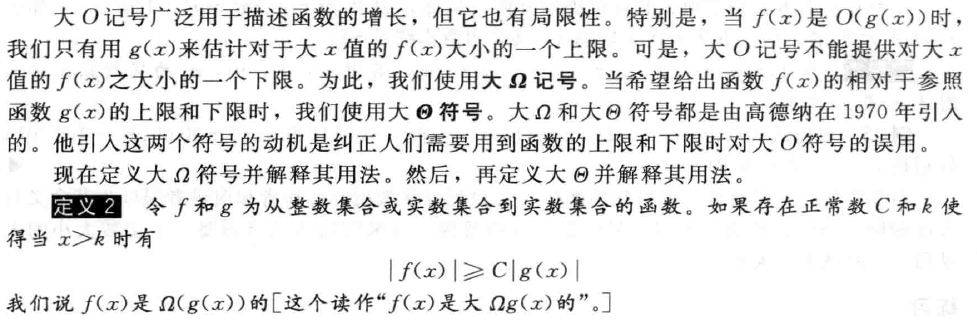 大O记号广泛用于描述函数的增长，但它也有局限性。特别是，当 f(x)是 O(g(x))时，
我们只有用 g(x)来估计对于大 x 值的 f(x)大小的一个上限。可是，大 O记号不能提供对大 x
值的 f(x)之大小的一个下限。为此，我们使用大 Ω 记号。当希望给出函数 f(x)的相对于参照
函数 g(x)的上限和下限时，我们使用大 Θ 符号。大 Ω 和大Θ 符号都是由高德纳在 1970 年引入
的。他引入这两个符号的动机是纠正人们需要用到函数的上限和下限时对大 O符号的误用。
现在定义大 Ω 符号并解释其用法。然后，再定义大 Θ并解释其用法。
定义 2 令 f 和 g 为从整数集合或实数集合到实数集合的函数。如果存在正常数 C 和 k 使
得当 x>k 时有
|f(x)|⩾C|g(x)|
我们说 f(x)是 Ω(g(x))的[这个读作“f(x)是大 Ωg(x)的”。]